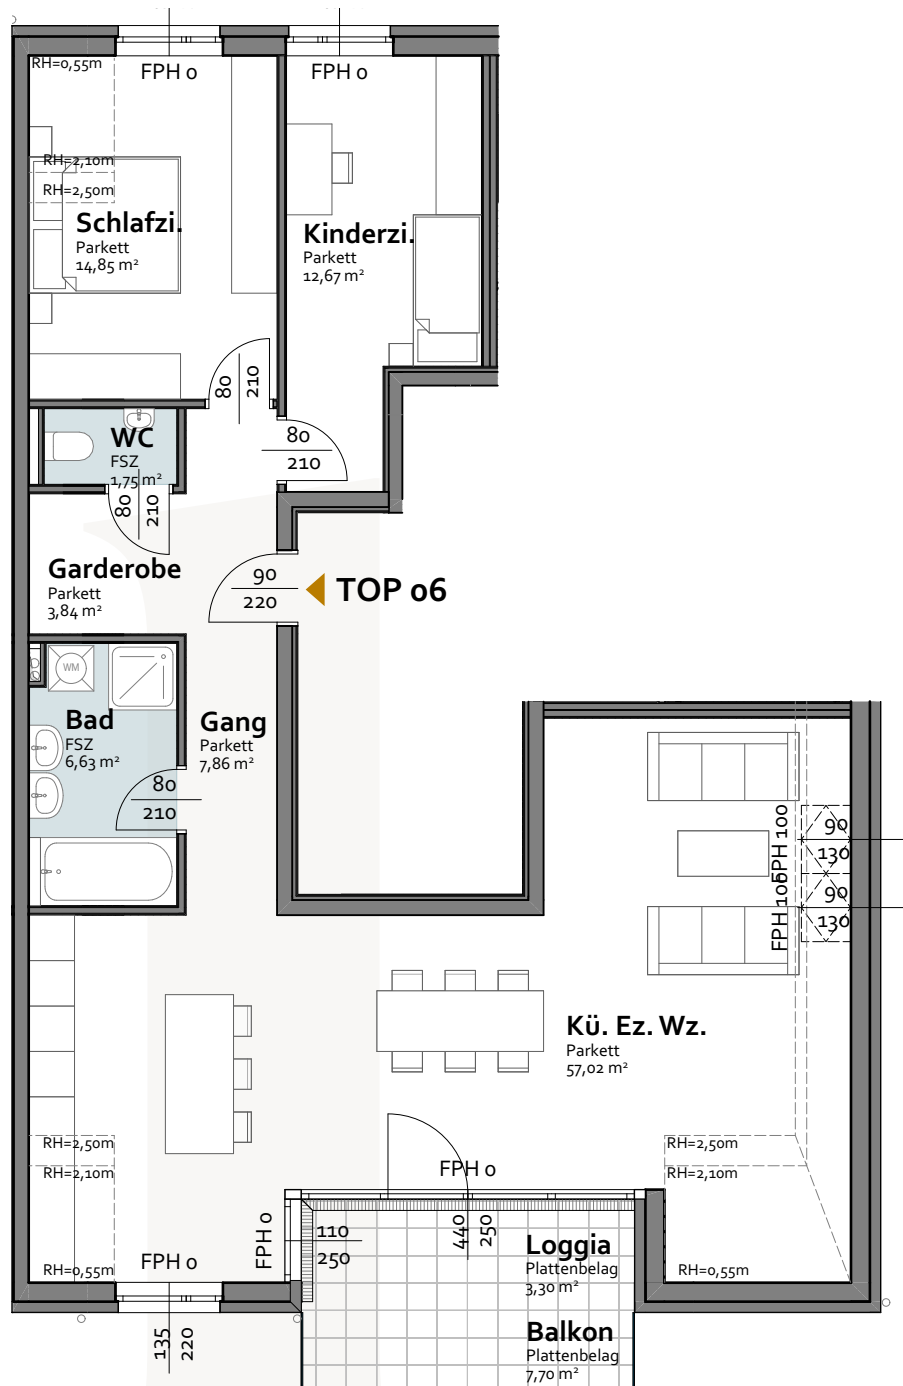 RH=0,55m
FPH 0
FPH 0
RH=2,10m
RH=2,50m
Schlafzi.
Parkett
14,85 m²
Kinderzi.
Parkett
12,67 m²
80
210
80
210
WC
FSZ
1,75 m²
80
210
Garderobe
Parkett
3,84 m²
90
220
TOP 06
WM
Bad
FSZ
6,63 m²
Gang
Parkett
7,86 m²
80
210
FPH 100
90
130
FPH 100
90
130
Kü. Ez. Wz.
Parkett
57,02 m²
RH=2,50m
RH=2,10m
RH=2,50m
RH=2,10m
FPH 0
FPH 0
110
250
440
250
Loggia
Plattenbelag
3,30 m²
RH=0,55m
FPH 0
RH=0,55m
135
220
Balkon
Plattenbelag
7,70 m²